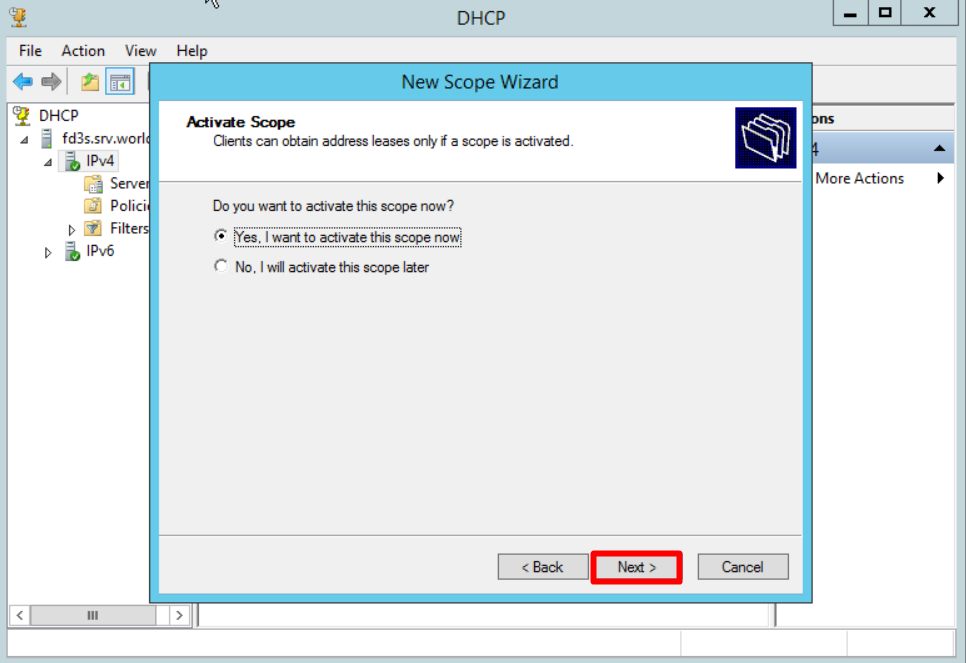 DHCP
File Action View Help
DHCP
fd3s.srv.world
IPv4
Server
Policie
Filters
IPv6
New Scope Wizard
Activate Scope
Clients can obtain address leases only if a scope is activated.
Do you want to activate this scope now?
Yes, I want to activate this scope now
No, I will activate this scope later
< Back Next > Cancel
ons
4
More Actions